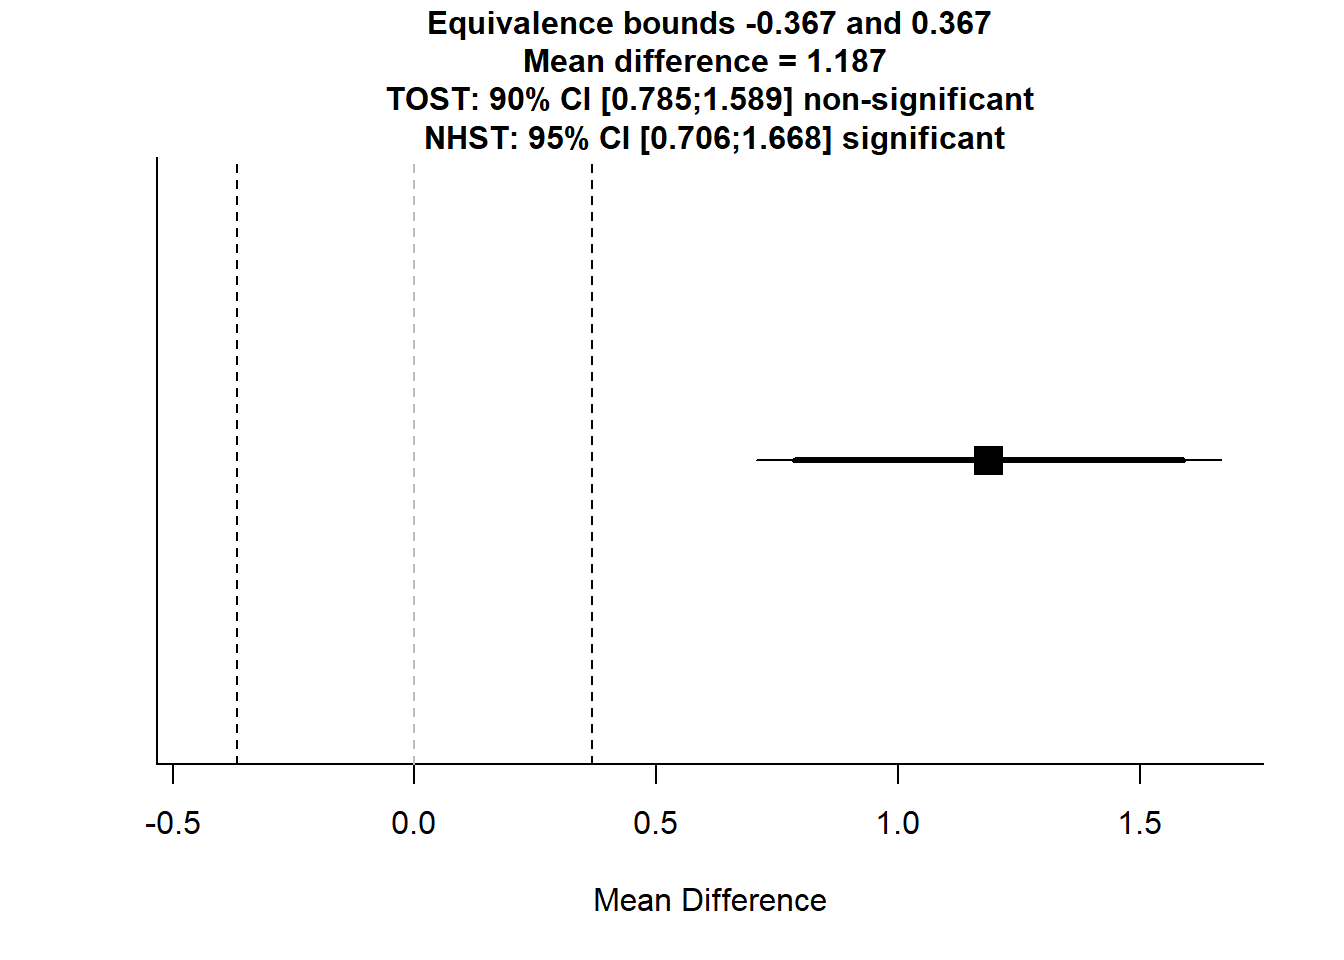 Equivalence bounds -0.367 and 0.367
Mean difference = 1.187
TOST: 90% CI [0.785;1.589] non-significant
NHST: 95% CI [0.706;1.668] significant
-0.5 0.0 0.5 1.0 1.5
Mean Difference